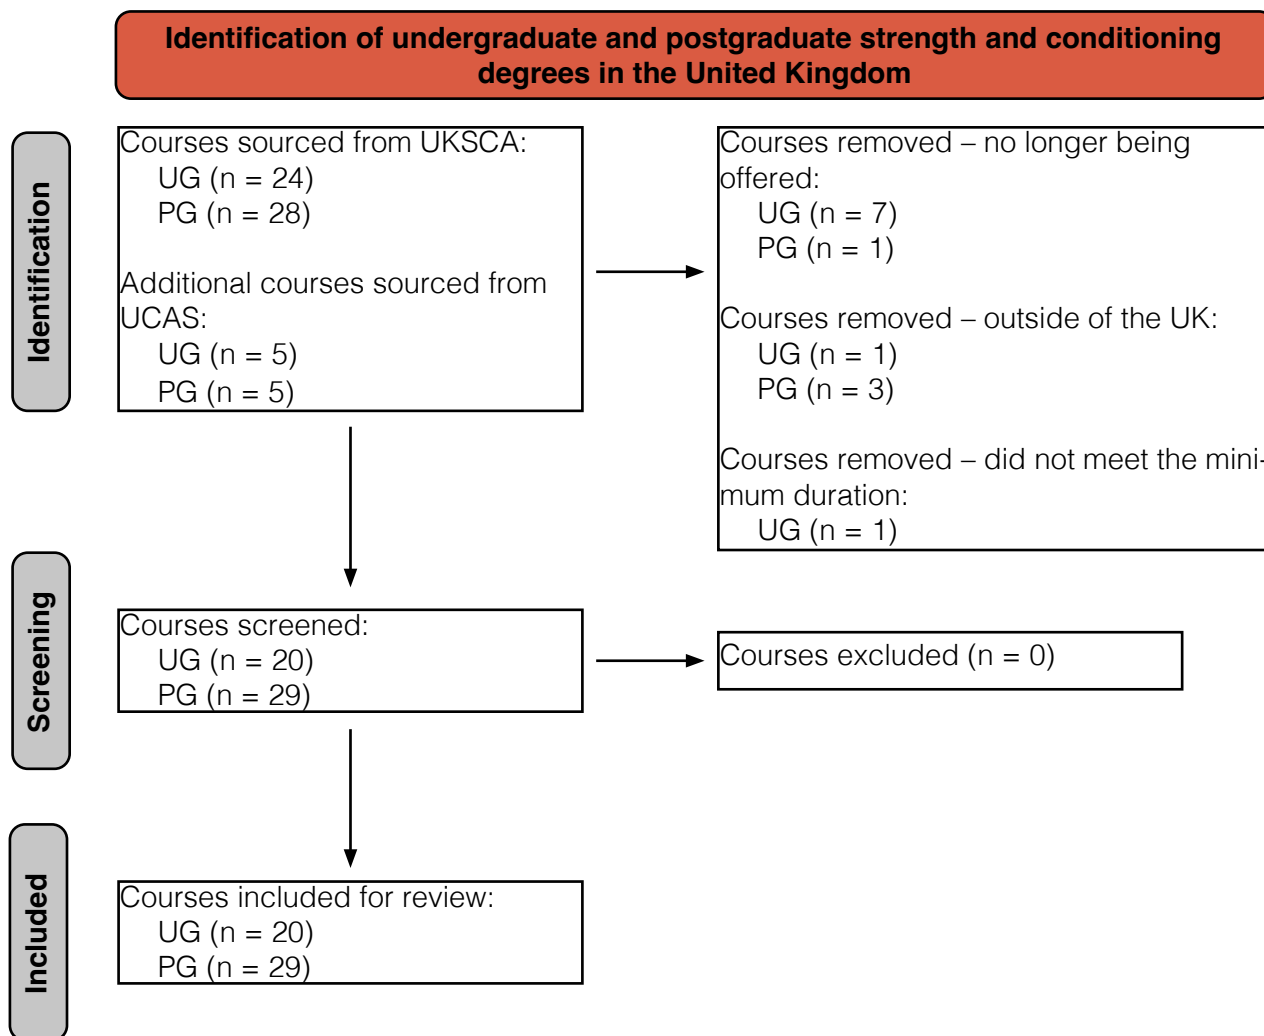 Identification of undergraduate and postgraduate strength and conditioning
degrees in the United Kingdom
Identification
Courses sourced from UKSCA:
UG (n = 24)
PG (n = 28)
Additional courses sourced from
UCAS:
UG (n = 5)
PG (n = 5)
Courses removed – no longer being
offered:
UG (n = 7)
PG (n = 1)
Courses removed – outside of the UK:
UG (n = 1)
PG (n = 3)
Courses removed – did not meet the mini-
mum duration:
UG (n = 1)
Screening
Courses screened:
UG (n = 20)
PG (n = 29)
Courses excluded (n = 0)
Included
Courses included for review:
UG (n = 20)
PG (n = 29)